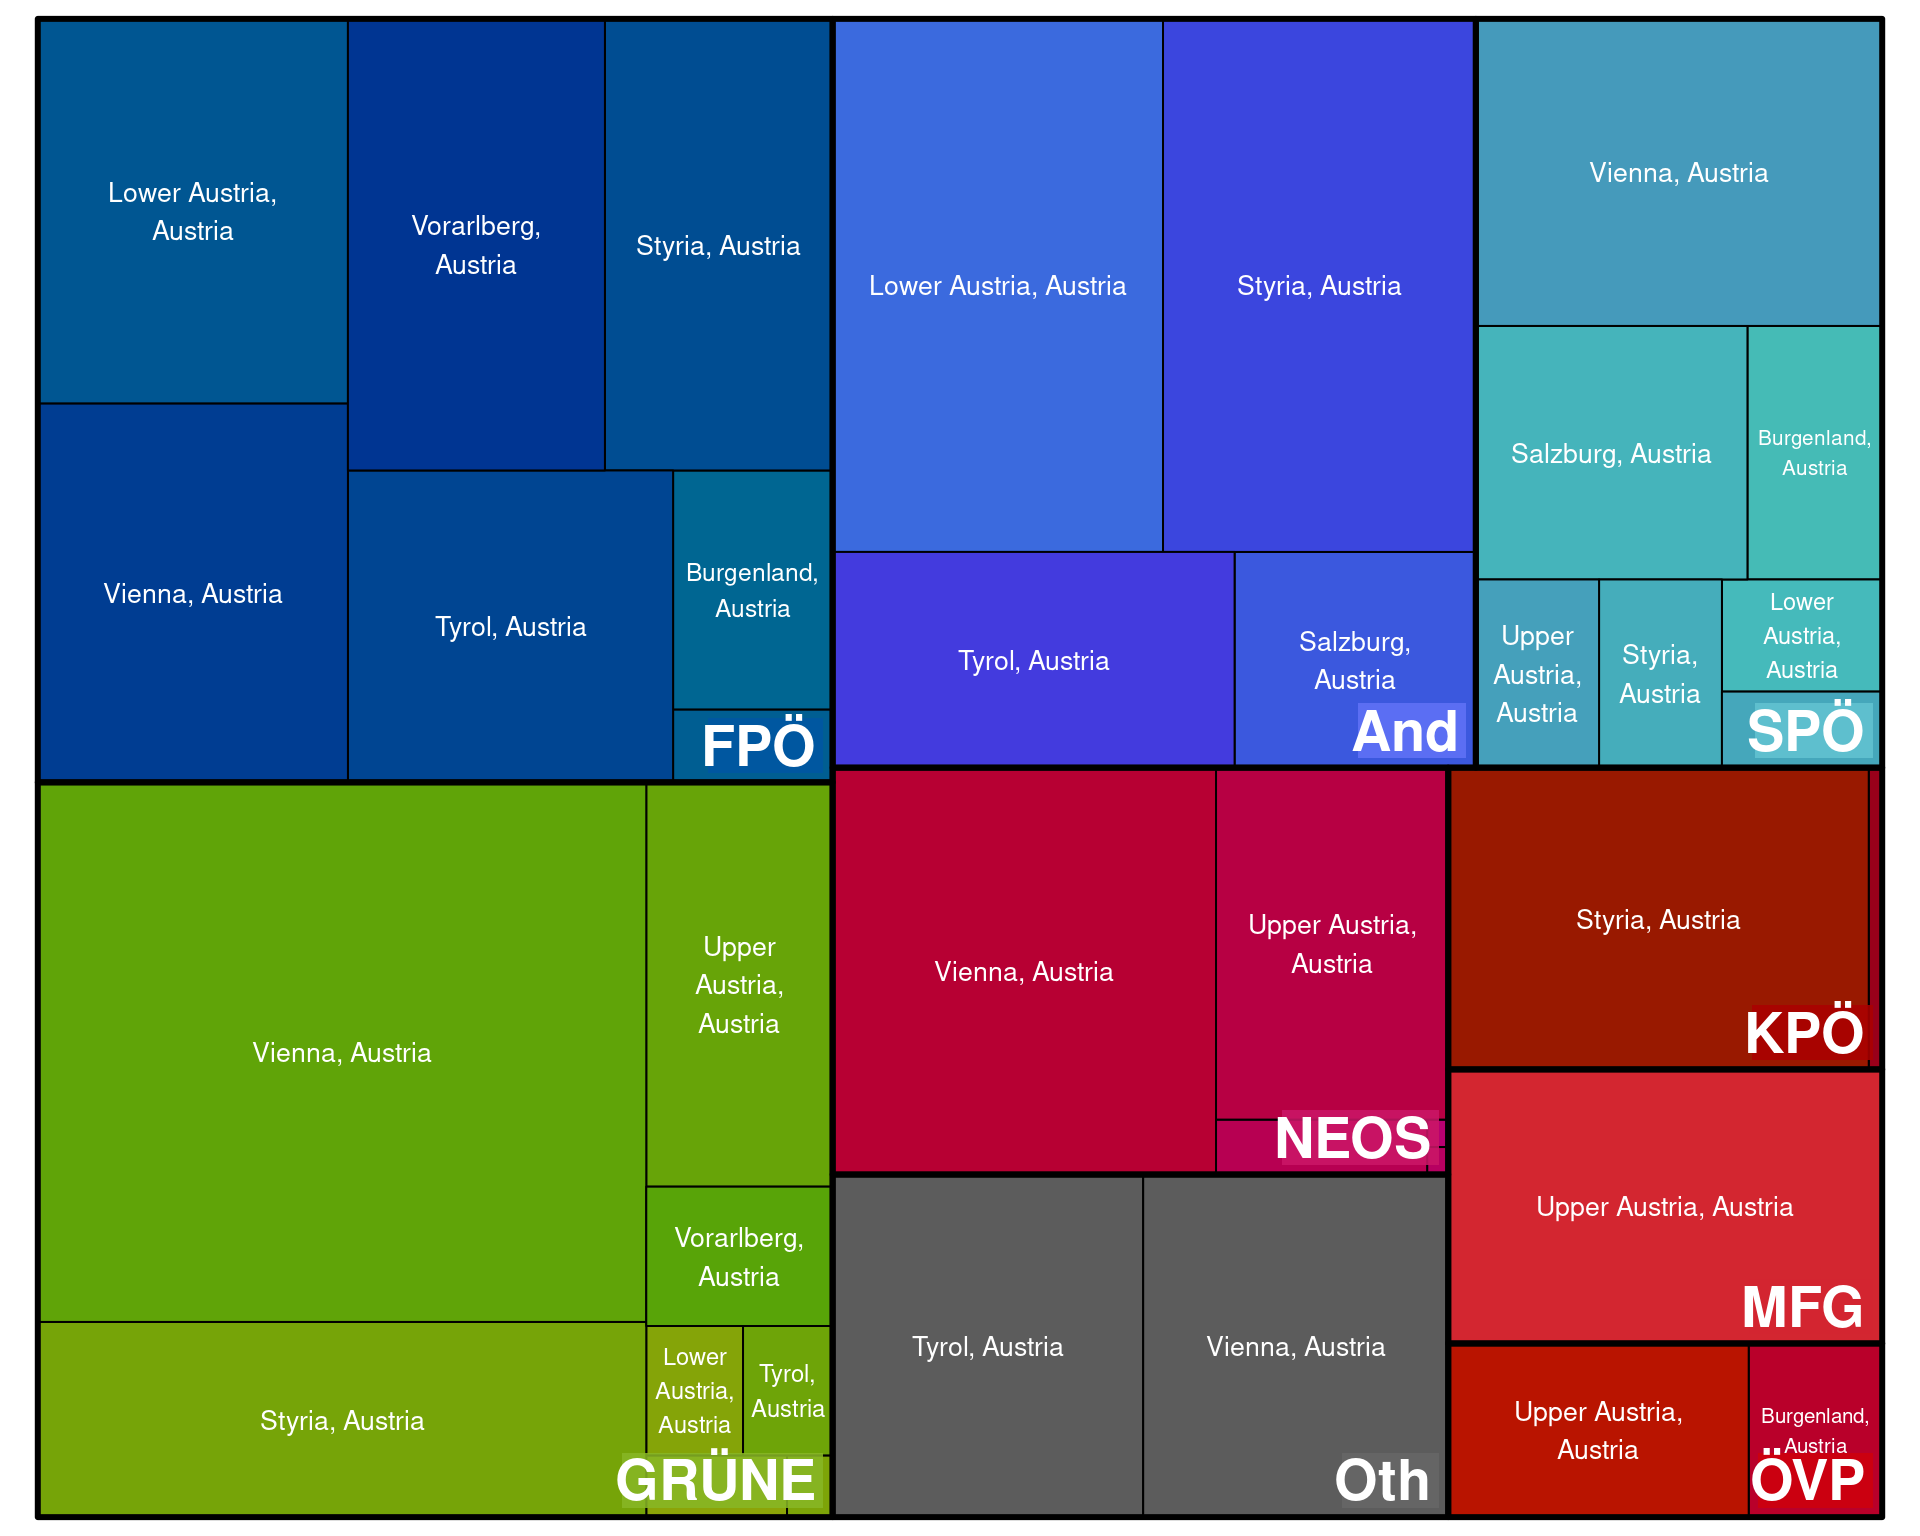 Lower Austria,
Austria
Vorarlberg,
Austria
Styria, Austria
Vienna, Austria
Tyrol, Austria
Burgenland,
Austria
FPÖ
Lower Austria, Austria
Styria, Austria
Tyrol, Austria
Salzburg,
Austria
And
Vienna, Austria
Salzburg, Austria
Burgenland,
Austria
Upper
Austria,
Austria
Styria,
Austria
Lower
Austria,
Austria
SPÖ
Vienna, Austria
Upper
Austria,
Austria
Vorarlberg,
Austria
Styria, Austria
Lower
Austria,
Austria
Tyrol,
Austria
GRÜNE
Vienna, Austria
Upper Austria,
Austria
NEOS
Styria, Austria
KPÖ
Upper Austria, Austria
MFG
Tyrol, Austria
Vienna, Austria
Oth
Upper Austria,
Austria
Burgenland,
Austria
ÖVP